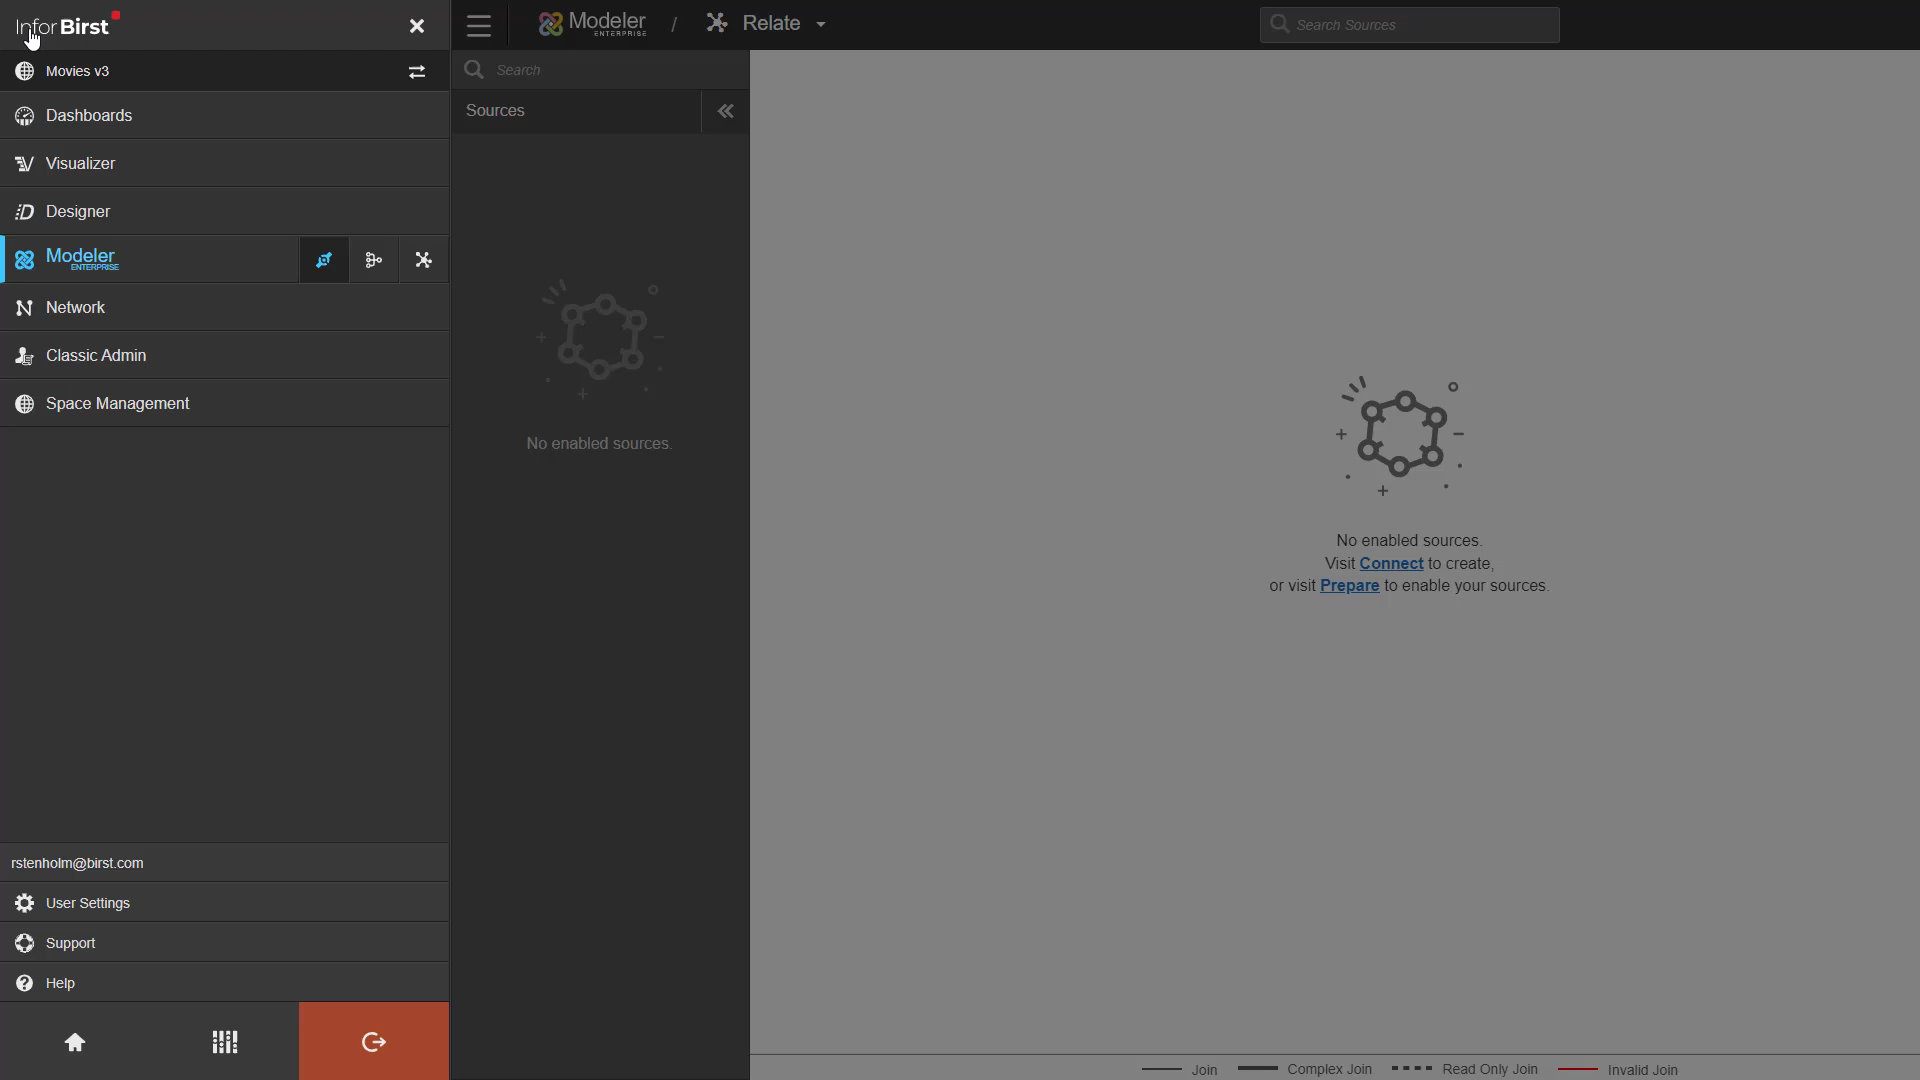 Infor Birst
Movies v3
Dashboards
Visualizer
Designer
Modeler
ENTERPRISE
Network
Classic Admin
Space Management
rstenholm@birst.com
User Settings
Support
Help
Modeler
ENTERPRISE
/
Relate
Search Sources
Search
Sources
No enabled sources.
No enabled sources.
Visit Connect to create,
or visit Prepare to enable your sources.
Join
Complex Join
Read Only Join
Invalid Join